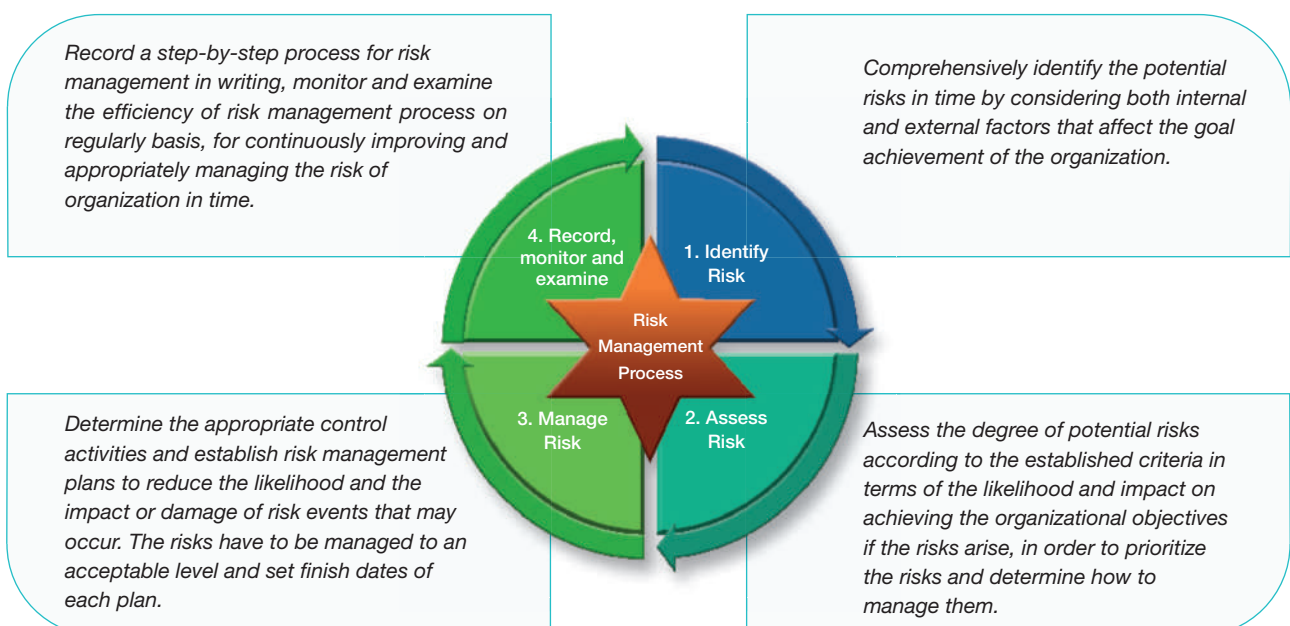 Record a step-by-step process for risk
management in writing, monitor and examine
the efficiency of risk management process on
regularly basis, for continuously improving and
appropriately managing the risk of
organization in time.
Comprehensively identify the potential
risks in time by considering both internal
and external factors that affect the goal
achievement of the organization.
4. Record,
monitor and
examine
1. Identify
Risk
Risk
Management
Process
3. Manage
Risk
2. Assess
Risk
Determine the appropriate control
activities and establish risk management
plans to reduce the likelihood and the
impact or damage of risk events that may
occur. The risks have to be managed to an
acceptable level and set finish dates of
each plan.
Assess the degree of potential risks
according to the established criteria in
terms of the likelihood and impact on
achieving the organizational objectives
if the risks arise, in order to prioritize
the risks and determine how to
manage them.